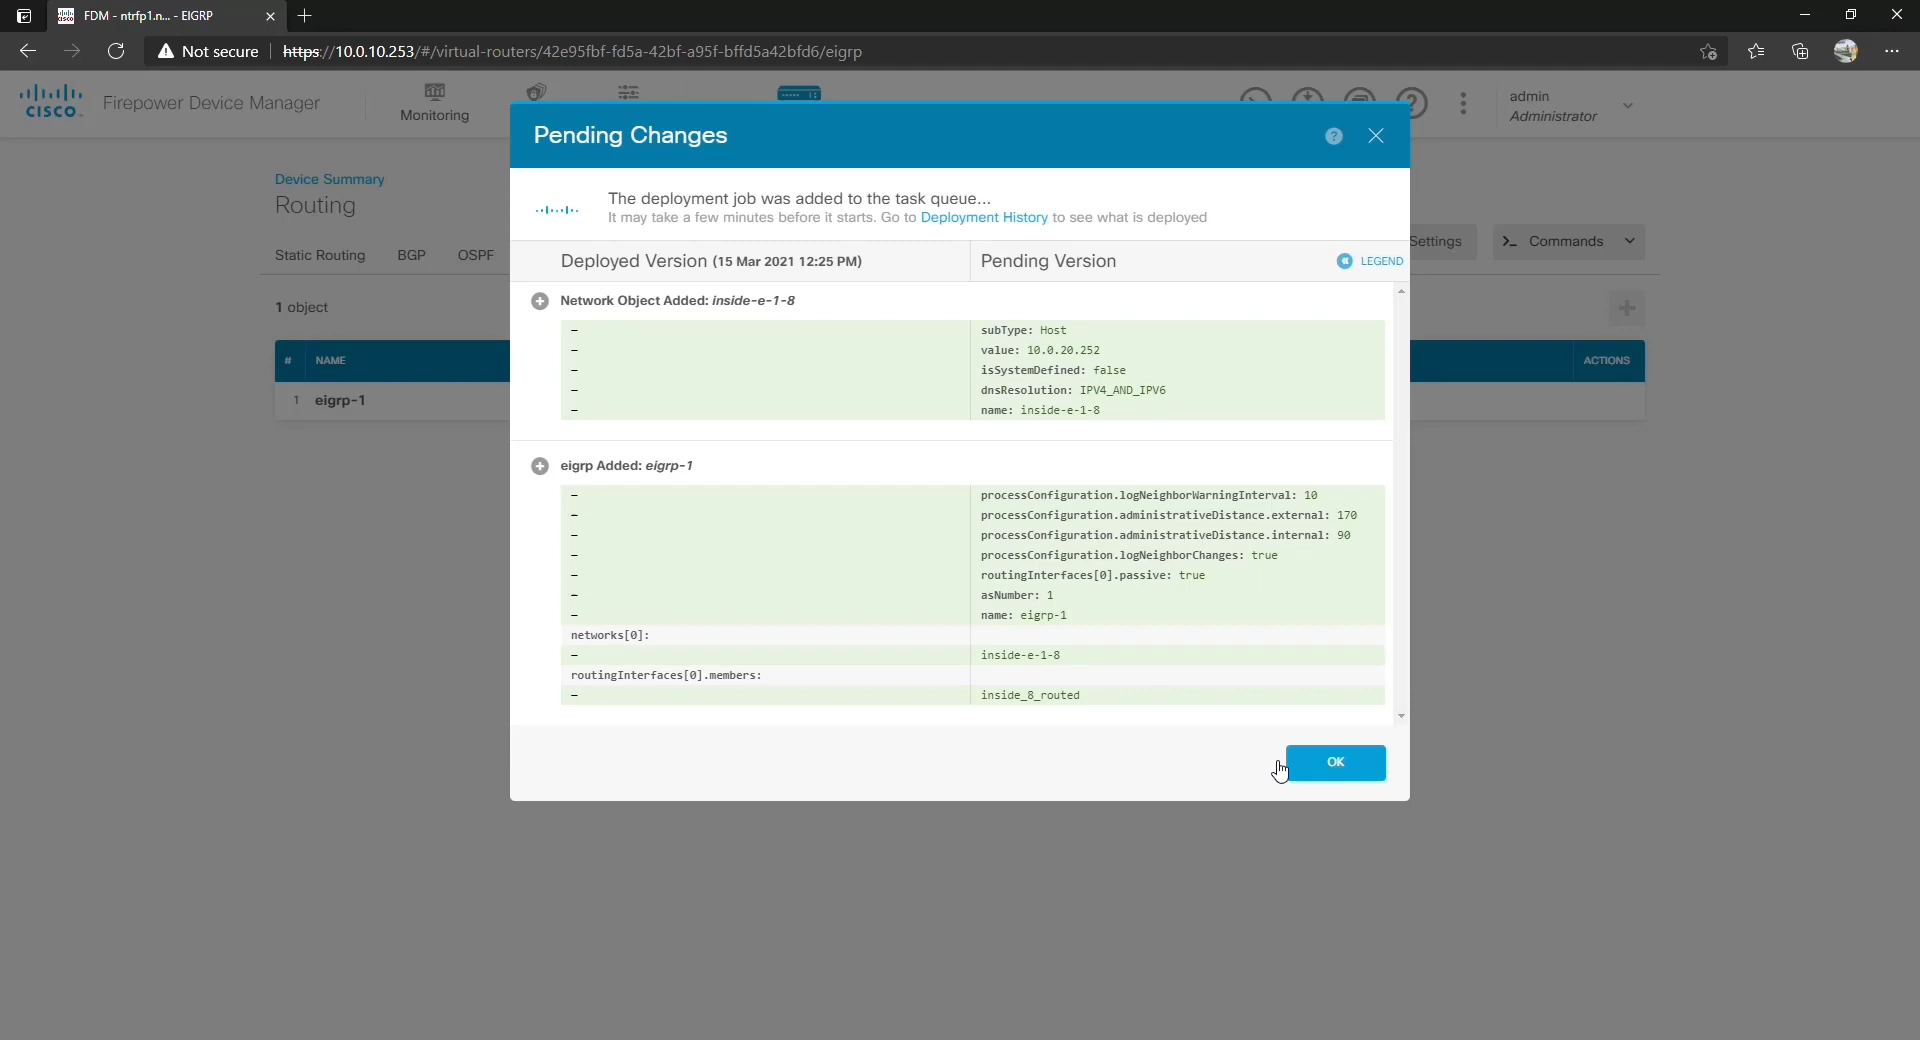 FDM - ntrfp1.n... - EIGRP
Not secure
https://10.0.10.253/#/virtual-routers/42e95fbf-fd5a-42bf-a95f-bffd5a42bfd6/eigrp
CISCO
Firepower Device Manager
Monitoring
admin
Administrator
Pending Changes
The deployment job was added to the task queue...
It may take a few minutes before it starts. Go to Deployment History to see what is deployed
Device Summary
Routing
Static Routing BGP OSPF
Settings
Commands
Deployed Version (15 Mar 2021 12:25 PM)
Pending Version
LEGEND
1 object
# NAME
ACTIONS
1 eigrp-1
Network Object Added: inside-e-1-8
– subType: Host
– value: 10.0.20.252
– isSystemDefined: false
– dnsResolution: IPV4_AND_IPV6
– name: inside-e-1-8
eigrp Added: eigrp-1
– processConfiguration.logNeighborWarningInterval: 10
– processConfiguration.administrativeDistance.external: 170
– processConfiguration.administrativeDistance.internal: 90
– processConfiguration.logNeighborChanges: true
– routingInterfaces[0].passive: true
– asNumber: 1
– name: eigrp-1
networks[0]:
– inside-e-1-8
routingInterfaces[0].members:
– inside_8_routed
OK